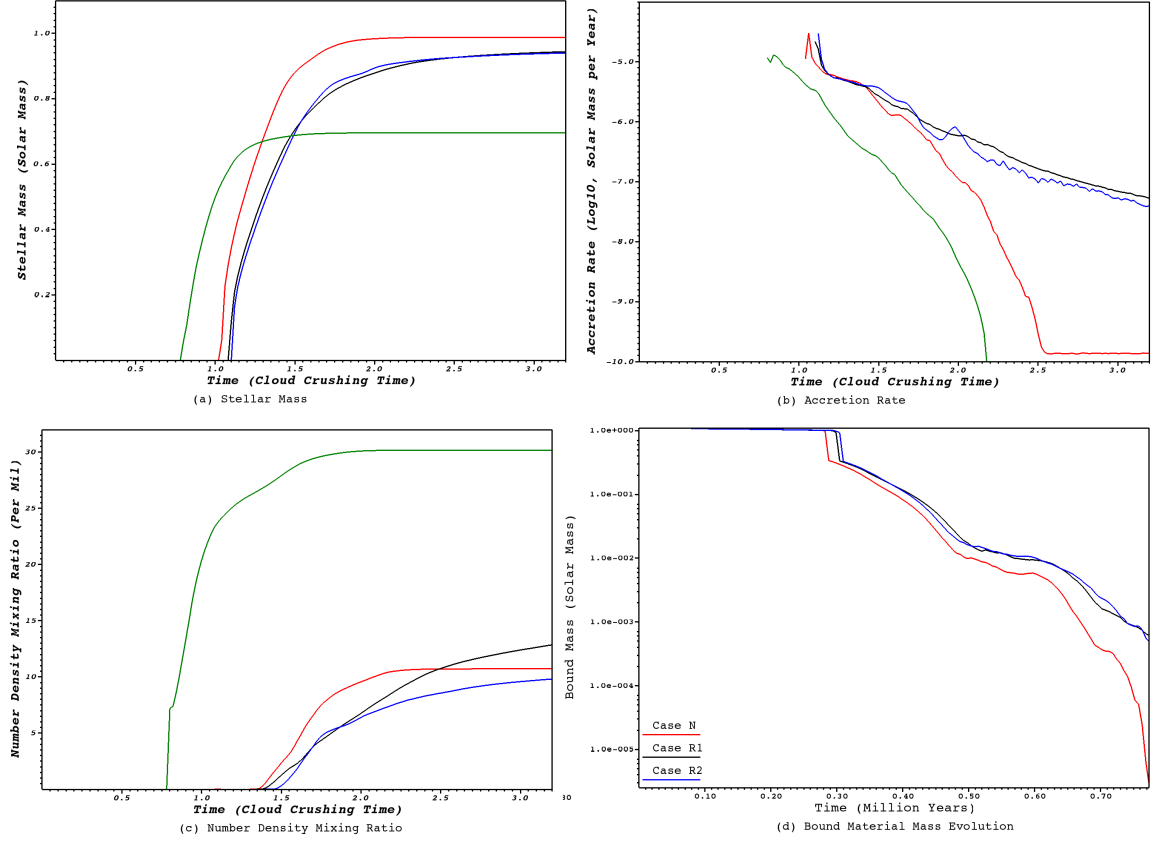 1.0
0.8
0.6
0.4
0.2
0.5
1.0
1.5
2.0
2.5
3.0
Stellar Mass (Solar Mass)
Time (Cloud Crushing Time)
(a) Stellar Mass
-5.0
-6.0
-7.0
-8.0
-9.0
-10.0
0.5
1.0
1.5
2.0
2.5
3.0
Accretion Rate (Log10, Solar Mass per Year)
Time (Cloud Crushing Time)
(b) Accretion Rate
30
25
20
15
10
5
0.5
1.0
1.5
2.0
2.5
3.0
Number Density Mixing Ratio (Per Mil)
Time (Cloud Crushing Time)
(c) Number Density Mixing Ratio
1.0e+000
1.0e-001
1.0e-002
1.0e-003
1.0e-004
1.0e-005
0.10
0.20
0.30
0.40
0.50
0.60
0.70
Bound Mass (Solar Mass)
Case N
Case R1
Case R2
Time (Million Years)
(d) Bound Material Mass Evolution